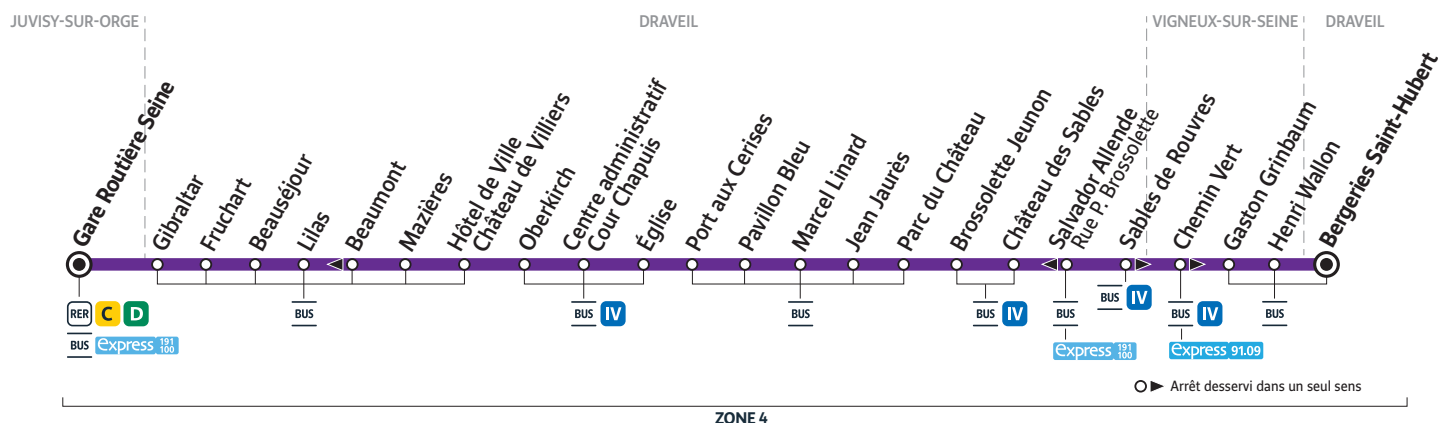 JUVISY-SUR-ORGE
DRAVEIL
VIGNEUX-SUR-SEINE
DRAVEIL
Gare Routière Seine
Gibraltar
Fruchart
Beauséjour
Lilas
Beaumont
Mazières
Hôtel de Ville
Château de Villiers
Oberkirch
Centre administratif
Cour Chapuis
Église
Port aux Cerises
Pavillon Bleu
Marcel Linard
Jean Jaurès
Parc du Château
Brossolette Jeunon
Château des Sables
Salvador Allende
Rue P. Brossolette
Sables de Rouvres
Chemin Vert
Gaston Grinbaum
Henri Wallon
Bergeries Saint-Hubert
RER C D
BUS express 191 100
BUS
BUS IV
BUS
BUS IV
BUS
express 191 100
BUS IV
BUS IV
express 91.09
BUS
Arrêt desservi dans un seul sens
ZONE 4